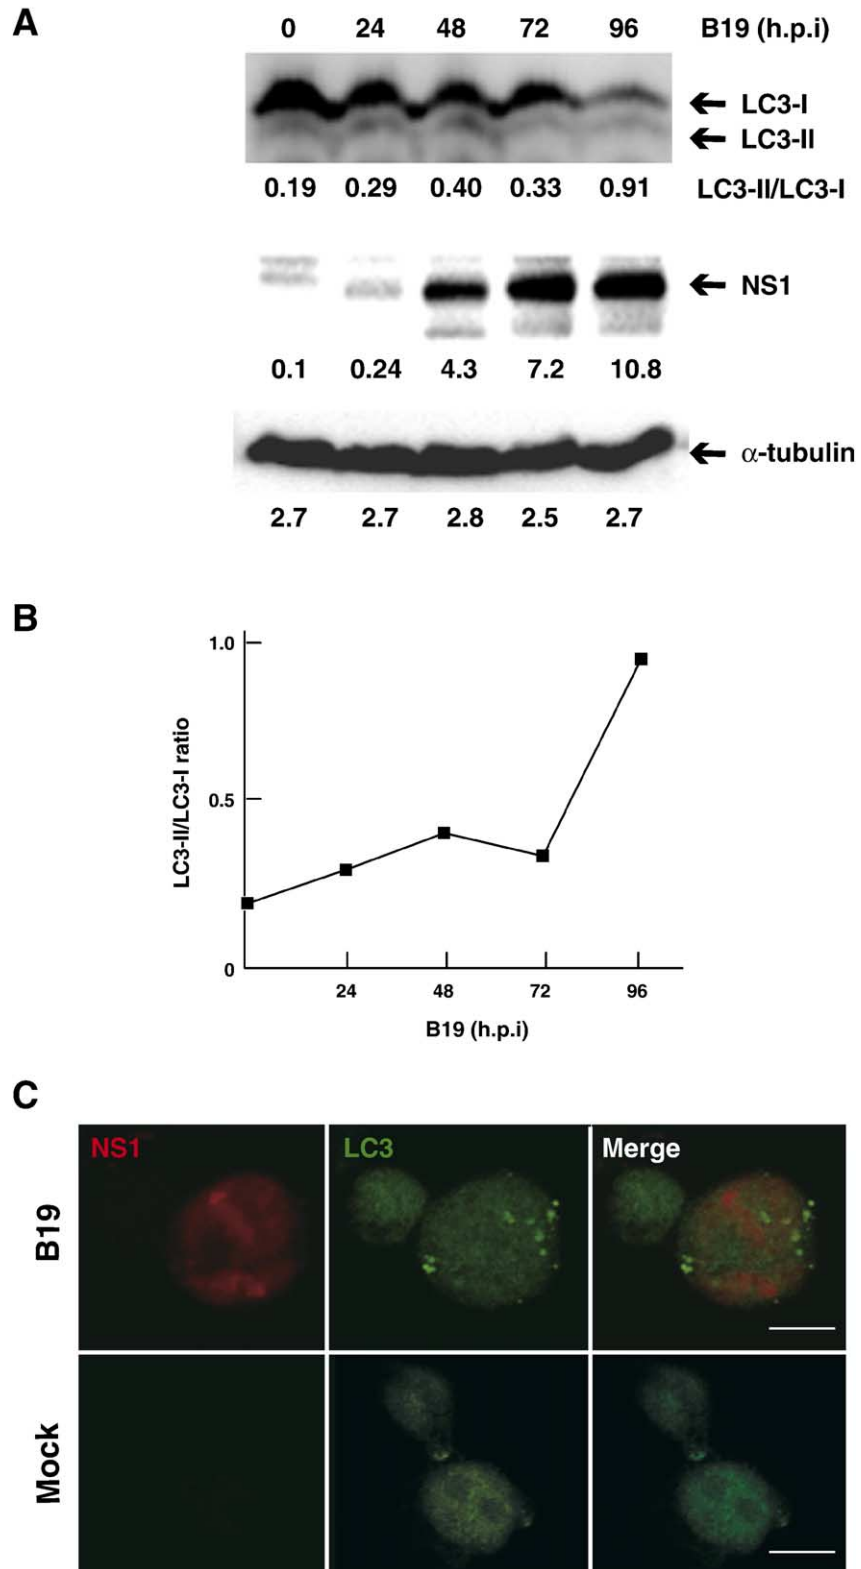 A
0 24 48 72 96 B19 (h.p.i)
LC3-I
LC3-II
0.19 0.29 0.40 0.33 0.91 LC3-II/LC3-I
NS1
0.1 0.24 4.3 7.2 10.8
α-tubulin
2.7 2.7 2.8 2.5 2.7
B
1.0
0.5
0
LC3-II/LC3-I ratio
24 48 72 96
B19 (h.p.i)
C
NS1 LC3 Merge
B19
Mock